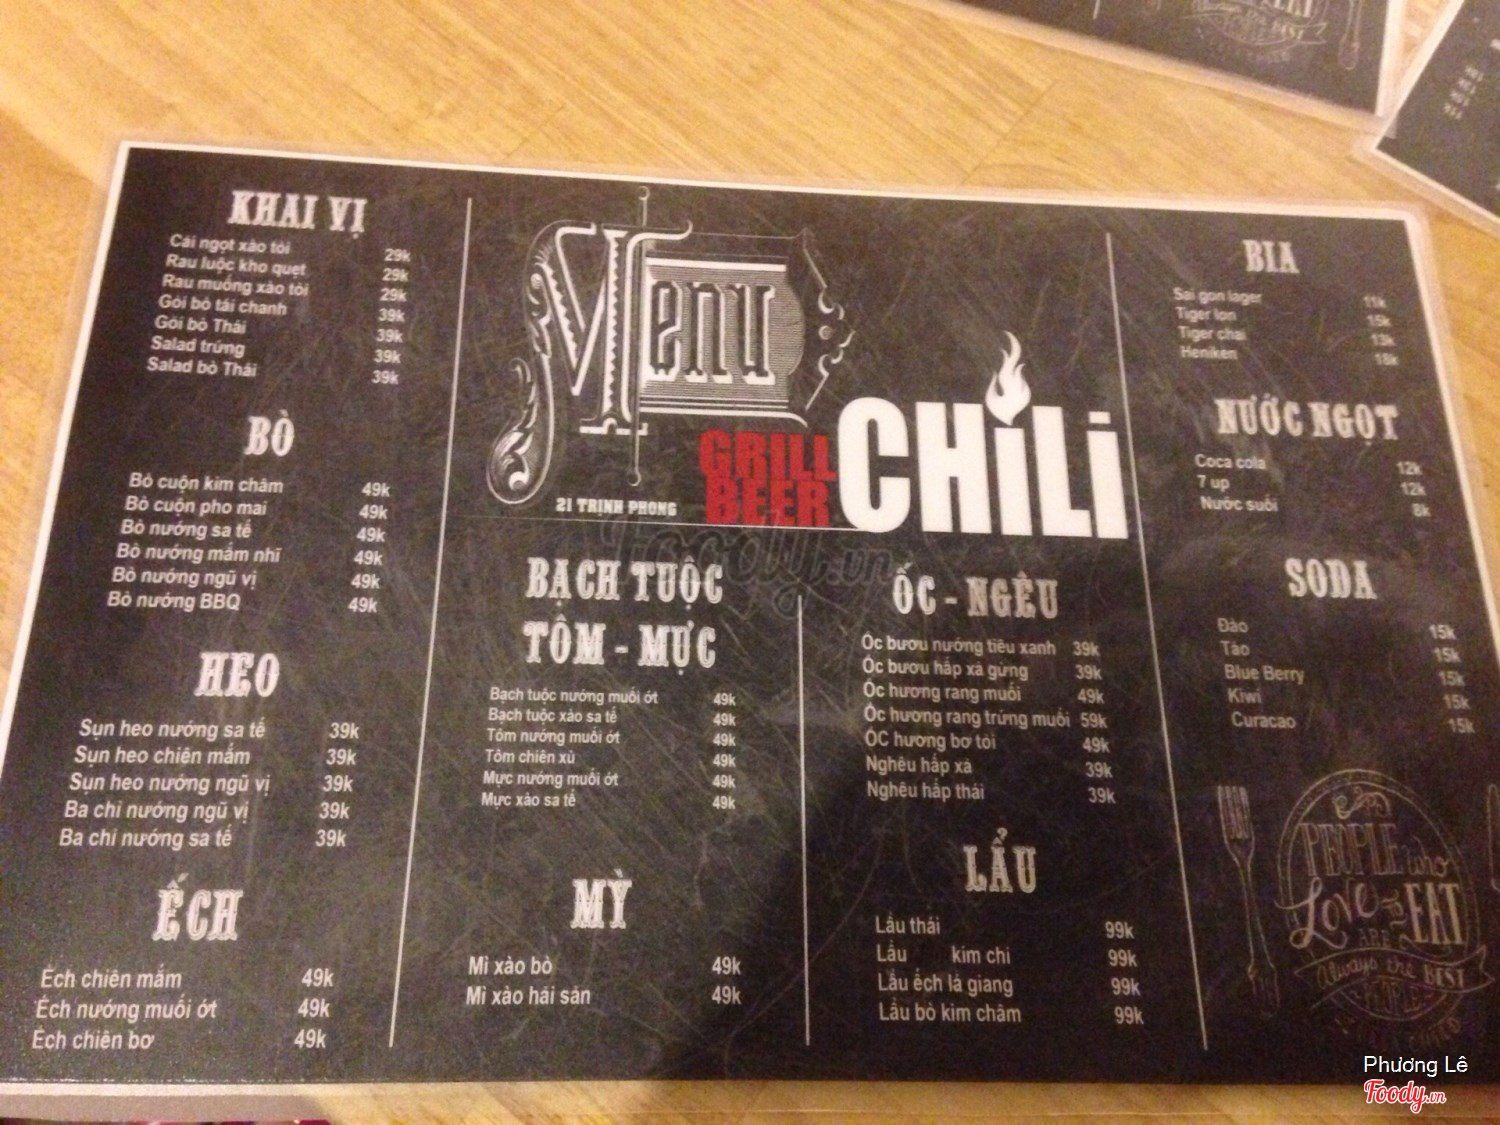 KHAI VỊ
Cải ngọt xào tỏi 29k
Rau luộc kho quẹt 29k
Rau muống xào tỏi 29k
Gỏi bò tái chanh 39k
Gỏi bò Thái 39k
Salad trứng 39k
Salad bò Thái 39k
BÒ
Bò cuộn kim châm 49k
Bò cuộn pho mai 49k
Bò nướng sa tế 49k
Bò nướng mắm nhĩ 49k
Bò nướng ngũ vị 49k
Bò nướng BBQ 49k
HEO
Sụn heo nướng sa tế 39k
Sụn heo chiên mắm 39k
Sụn heo nướng ngũ vị 39k
Ba chỉ nướng ngũ vị 39k
Ba chỉ nướng sa tế 39k
ẾCH
Ếch chiên mắm 49k
Ếch nướng muối ớt 49k
Ếch chiên bơ 49k
Menu
GRILL
BEER
CHiLi
21 TRỊNH PHONG
BẠCH TUỘC
TÔM - MỰC
Bạch tuộc nướng muối ớt 49k
Bạch tuộc xào sa tế 49k
Tôm nướng muối ớt 49k
Tôm chiên xù 49k
Mực nướng muối ớt 49k
Mực xào sa tế 49k
MỲ
Mì xào bò 49k
Mì xào hải sản 49k
ỐC - NGÊU
Ốc bươu nướng tiêu xanh 39k
Ốc bươu hấp xả gừng 39k
Ốc hương rang muối 49k
Ốc hương rang trứng muối 59k
ỐC hương bơ tỏi 49k
Nghêu hấp xả 39k
Nghêu hấp thái 39k
LẨU
Lẩu thái 99k
Lẩu kim chi 99k
Lẩu ếch lá giang 99k
Lẩu bò kim châm 99k
BIA
Sai gon lager 11k
Tiger lon 15k
Tiger chai 13k
Heniken 18k
NƯỚC NGỌT
Coca cola 12k
7 up 12k
Nước suối 8k
SODA
Đào 15k
Táo 15k
Blue Berry 15k
Kiwi 15k
Curacao 15k
PEOPLE who
LOVE to EAT
ARE
Always the BEST
PEOPLE
Foody.vn
Phương Lê
Foody.vn